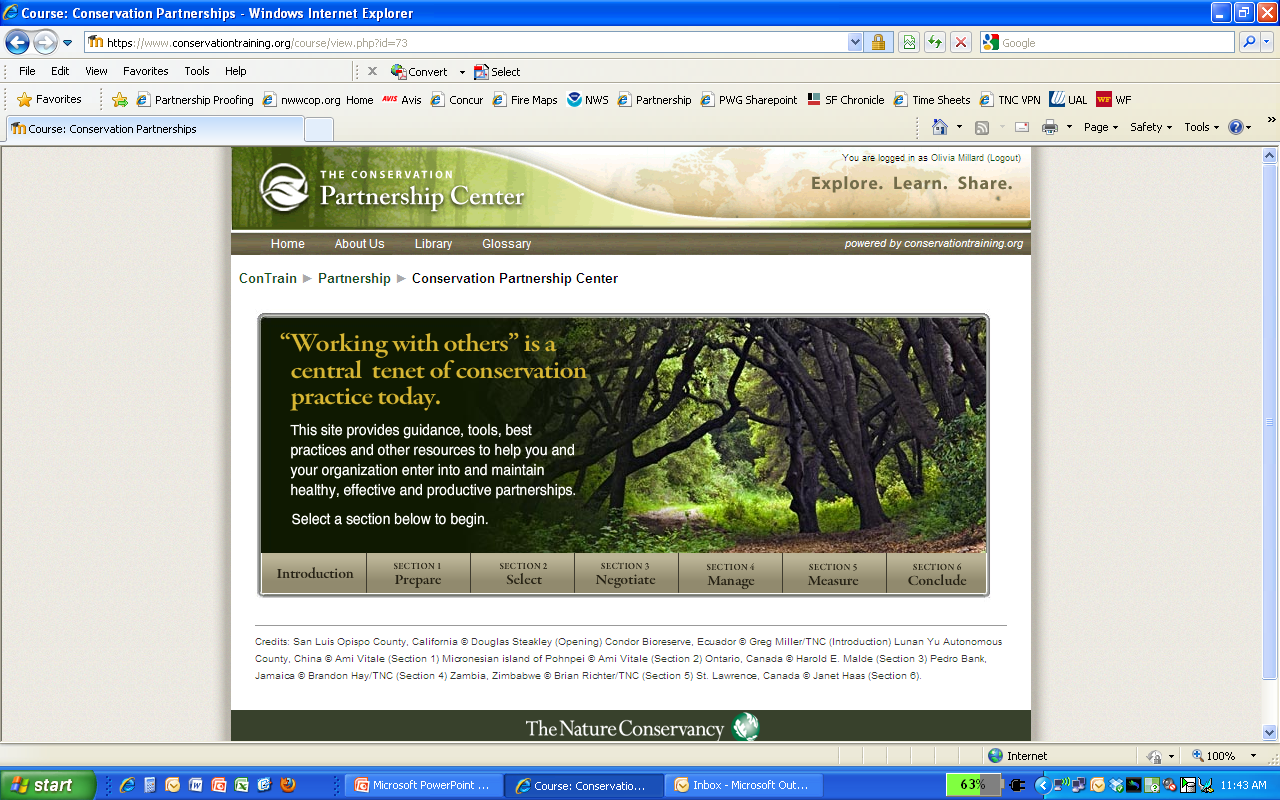 Course: Conservation Partnerships - Windows Internet Explorer
https://www.conservationtraining.org/course/view.php?id=73
Google
File Edit View Favorites Tools Help
Convert Select
Favorites Partnership Proofing nwwcop.org Home AVIS Avis Concur Fire Maps NWS Partnership PWG Sharepoint SF Chronicle Time Sheets TNC VPN UAL WF WF
Course: Conservation Partnerships
Page Safety Tools
You are logged in as Olivia Millard (Logout)
THE CONSERVATION
Partnership Center
Explore. Learn. Share.
Home About Us Library Glossary
powered by conservationtraining.org
ConTrain ► Partnership ► Conservation Partnership Center
“Working with others” is a
central tenet of conservation
practice today.
This site provides guidance, tools, best
practices and other resources to help you and
your organization enter into and maintain
healthy, effective and productive partnerships.
Select a section below to begin.
Introduction
SECTION 1
Prepare
SECTION 2
Select
SECTION 3
Negotiate
SECTION 4
Manage
SECTION 5
Measure
SECTION 6
Conclude
Credits: San Luis Opispo County, California © Douglas Steakley (Opening) Condor Bioreserve, Ecuador © Greg Miller/TNC (Introduction) Lunan Yu Autonomous
County, China © Ami Vitale (Section 1) Micronesian island of Pohnpei © Ami Vitale (Section 2) Ontario, Canada © Harold E. Malde (Section 3) Pedro Bank,
Jamaica © Brandon Hay/TNC (Section 4) Zambia, Zimbabwe © Brian Richter/TNC (Section 5) St. Lawrence, Canada © Janet Haas (Section 6).
The Nature Conservancy
Internet
100%
start
Microsoft PowerPoint ...
Course: Conservatio...
Inbox - Microsoft Out...
63%
11:43 AM